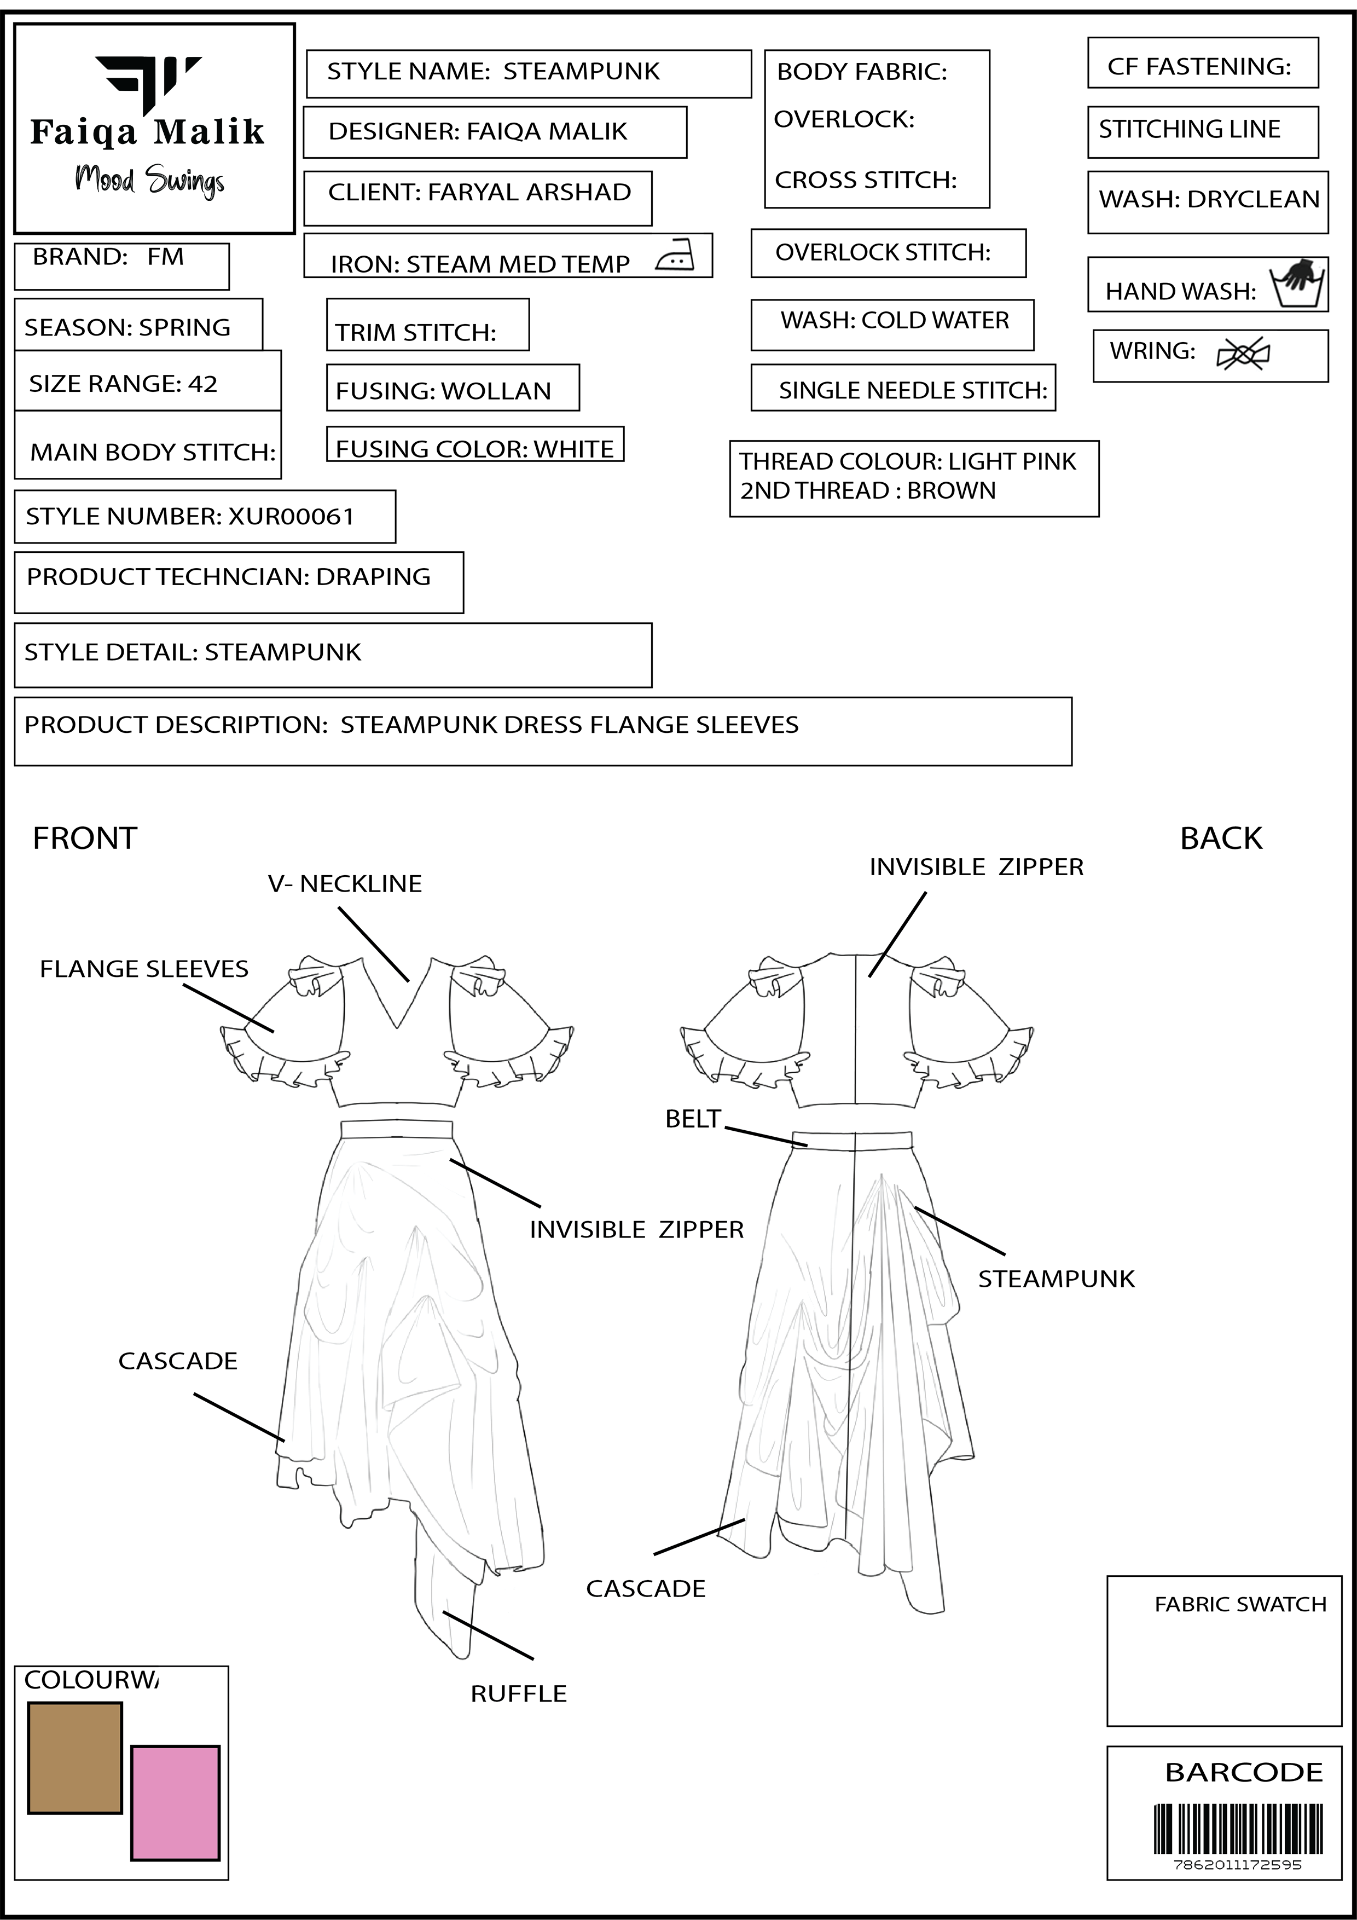 Faiqa Malik
Mood Swings
STYLE NAME: STEAMPUNK
DESIGNER: FAIQA MALIK
CLIENT: FARYAL ARSHAD
IRON: STEAM MED TEMP
BODY FABRIC:
OVERLOCK:
CROSS STITCH:
CF FASTENING:
STITCHING LINE
WASH: DRYCLEAN
BRAND: FM
SEASON: SPRING
SIZE RANGE: 42
MAIN BODY STITCH:
TRIM STITCH:
FUSING: WOLLAN
FUSING COLOR: WHITE
OVERLOCK STITCH:
WASH: COLD WATER
SINGLE NEEDLE STITCH:
HAND WASH:
WRING:
THREAD COLOUR: LIGHT PINK
2ND THREAD : BROWN
STYLE NUMBER: XUR00061
PRODUCT TECHNCIAN: DRAPING
STYLE DETAIL: STEAMPUNK
PRODUCT DESCRIPTION: STEAMPUNK DRESS FLANGE SLEEVES
FRONT
BACK
V- NECKLINE
INVISIBLE ZIPPER
FLANGE SLEEVES
BELT
INVISIBLE ZIPPER
STEAMPUNK
CASCADE
CASCADE
RUFFLE
FABRIC SWATCH
COLOURWA
BARCODE
7862011172595